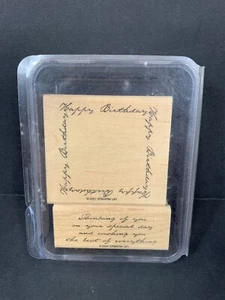 Happy Birthday
Happy Birthday
Happy Birthday
Happy Birthday
Thinking of you
on your special day
and wishing you
the best of everything